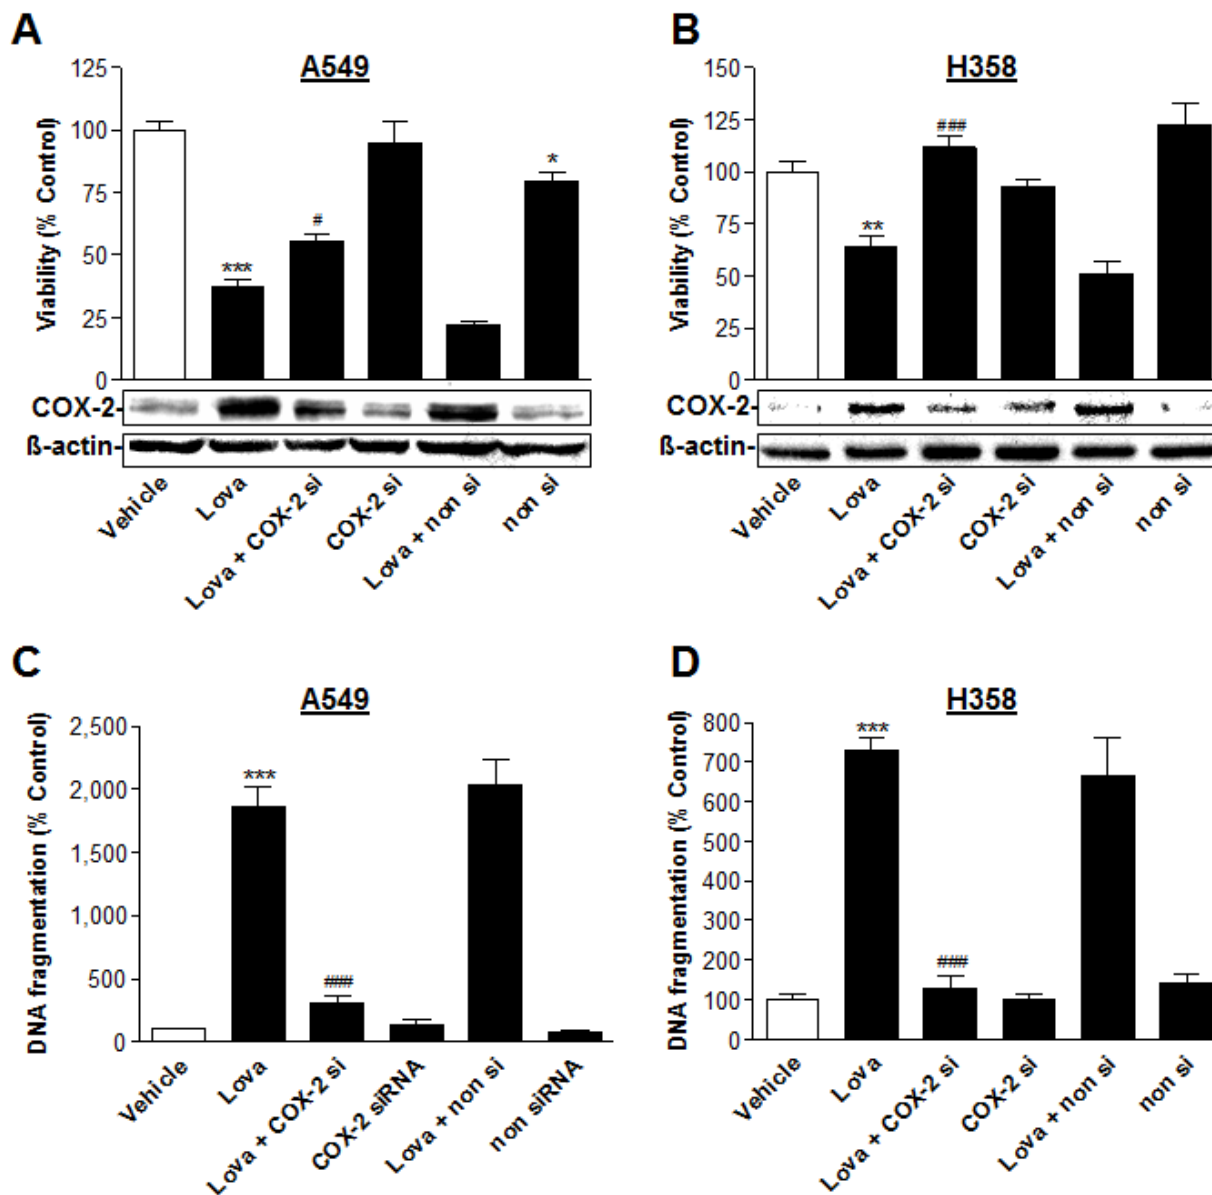 A
A549
Viability (% Control)
125
100
75
50
25
0
***
#
*
COX-2-
ß-actin-
Vehicle
Lova
Lova + COX-2 si
COX-2 si
Lova + non si
non si
B
H358
Viability (% Control)
150
125
100
75
50
25
0
**
###
COX-2-
ß-actin-
Vehicle
Lova
Lova + COX-2 si
COX-2 si
Lova + non si
non si
C
A549
DNA fragmentation (% Control)
2,500
2,000
1,500
1,000
500
0
***
###
Vehicle
Lova
Lova + COX-2 si
COX-2 siRNA
Lova + non si
non siRNA
D
H358
DNA fragmentation (% Control)
800
700
600
500
400
300
200
100
0
***
###
Vehicle
Lova
Lova + COX-2 si
COX-2 si
Lova + non si
non si